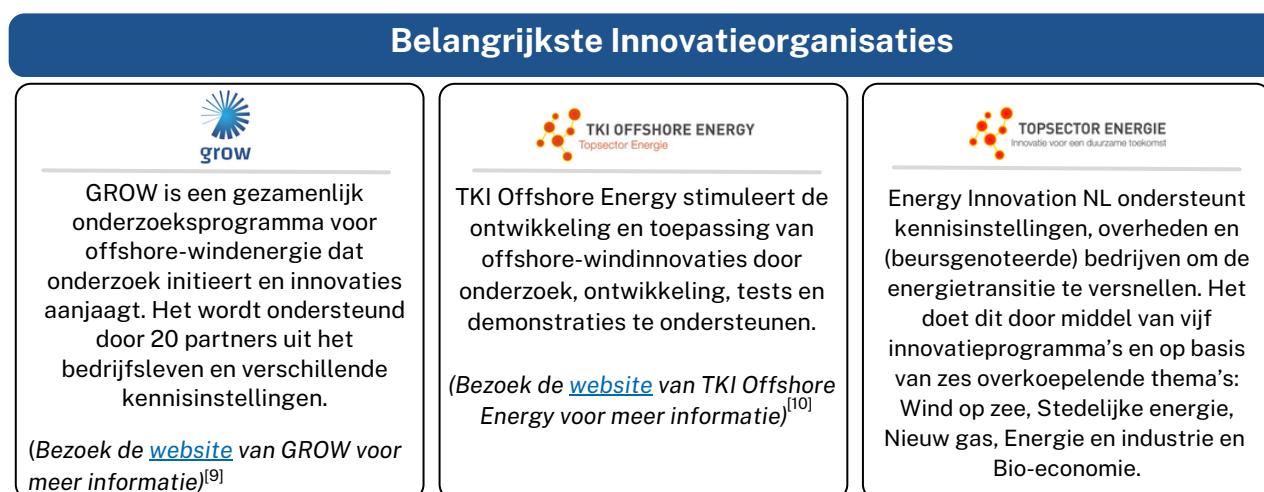 Belangrijkste Innovatieorganisaties
grow
GROW is een gezamenlijk
onderzoeksprogramma voor
offshore-windenergie dat
onderzoek initieert en innovaties
aanjaagt. Het wordt ondersteund
door 20 partners uit het
bedrijfsleven en verschillende
kennisinstellingen.
(Bezoek de website van GROW voor
meer informatie)[9]
TKI OFFSHORE ENERGY
Topsector Energie
TKI Offshore Energy stimuleert de
ontwikkeling en toepassing van
offshore-windinnovaties door
onderzoek, ontwikkeling, tests en
demonstraties te ondersteunen.
(Bezoek de website van TKI Offshore
Energy voor meer informatie)[10]
TOPSECTOR ENERGIE
Innovatie voor een duurzame toekomst
Energy Innovation NL ondersteunt
kennisinstellingen, overheden en
(beursgenoteerde) bedrijven om de
energietransitie te versnellen. Het
doet dit door middel van vijf
innovatieprogramma’s en op basis
van zes overkoepelende thema’s:
Wind op zee, Stedelijke energie,
Nieuw gas, Energie en industrie en
Bio-economie.